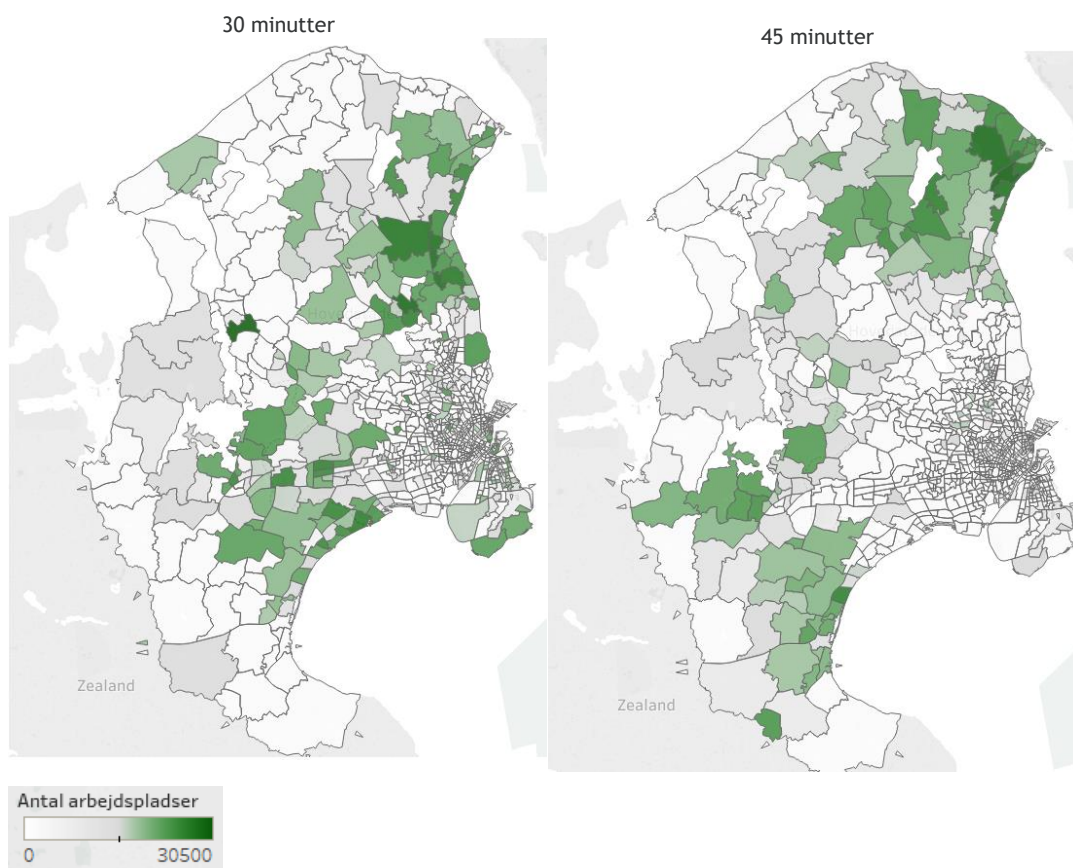 30 minutter
45 minutter
Zealand
Zealand
Antal arbejdspladser
0 30500